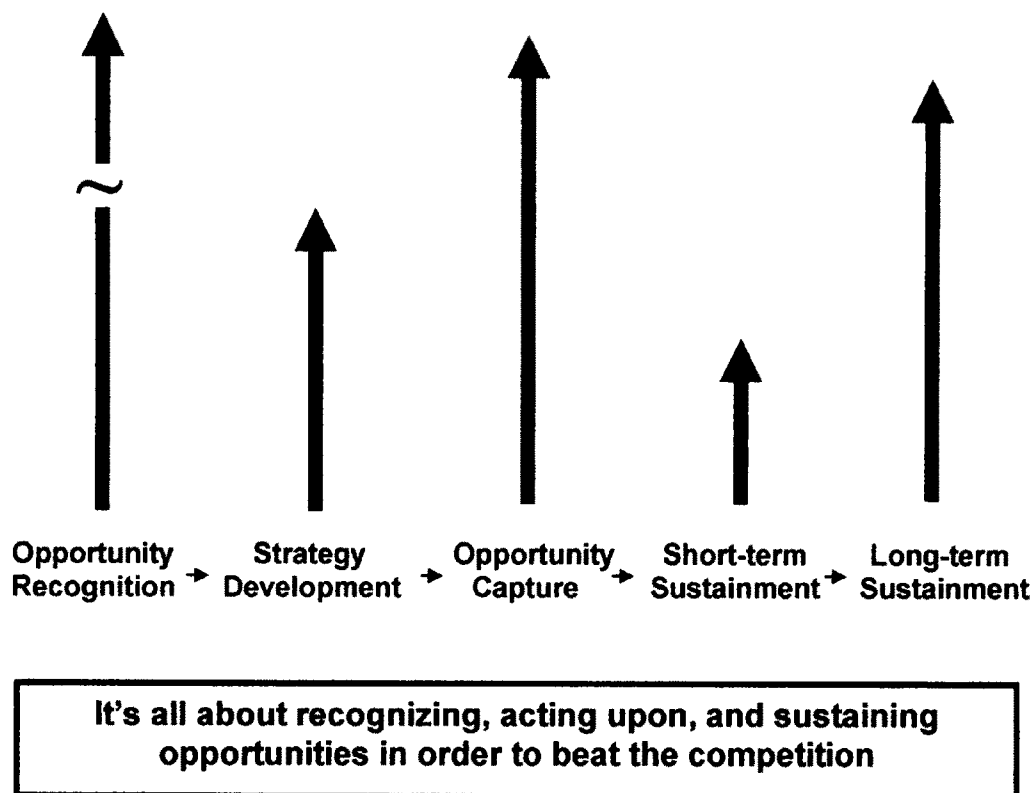 ~
Opportunity Recognition → Strategy Development → Opportunity Capture → Short-term Sustainment → Long-term Sustainment
It's all about recognizing, acting upon, and sustaining
opportunities in order to beat the competition